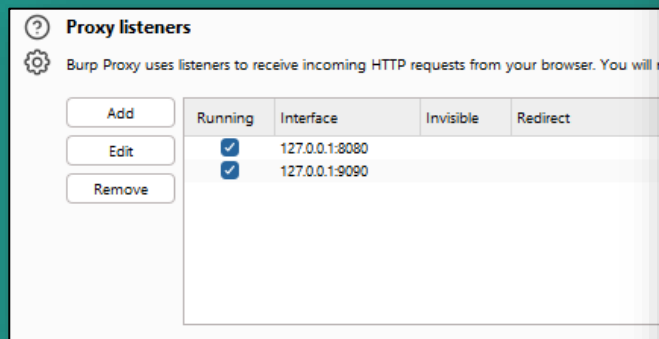 Proxy listeners
Burp Proxy uses listeners to receive incoming HTTP requests from your browser. You will
Add
Edit
Remove
Running Interface Invisible Redirect
127.0.0.1:8080
127.0.0.1:9090